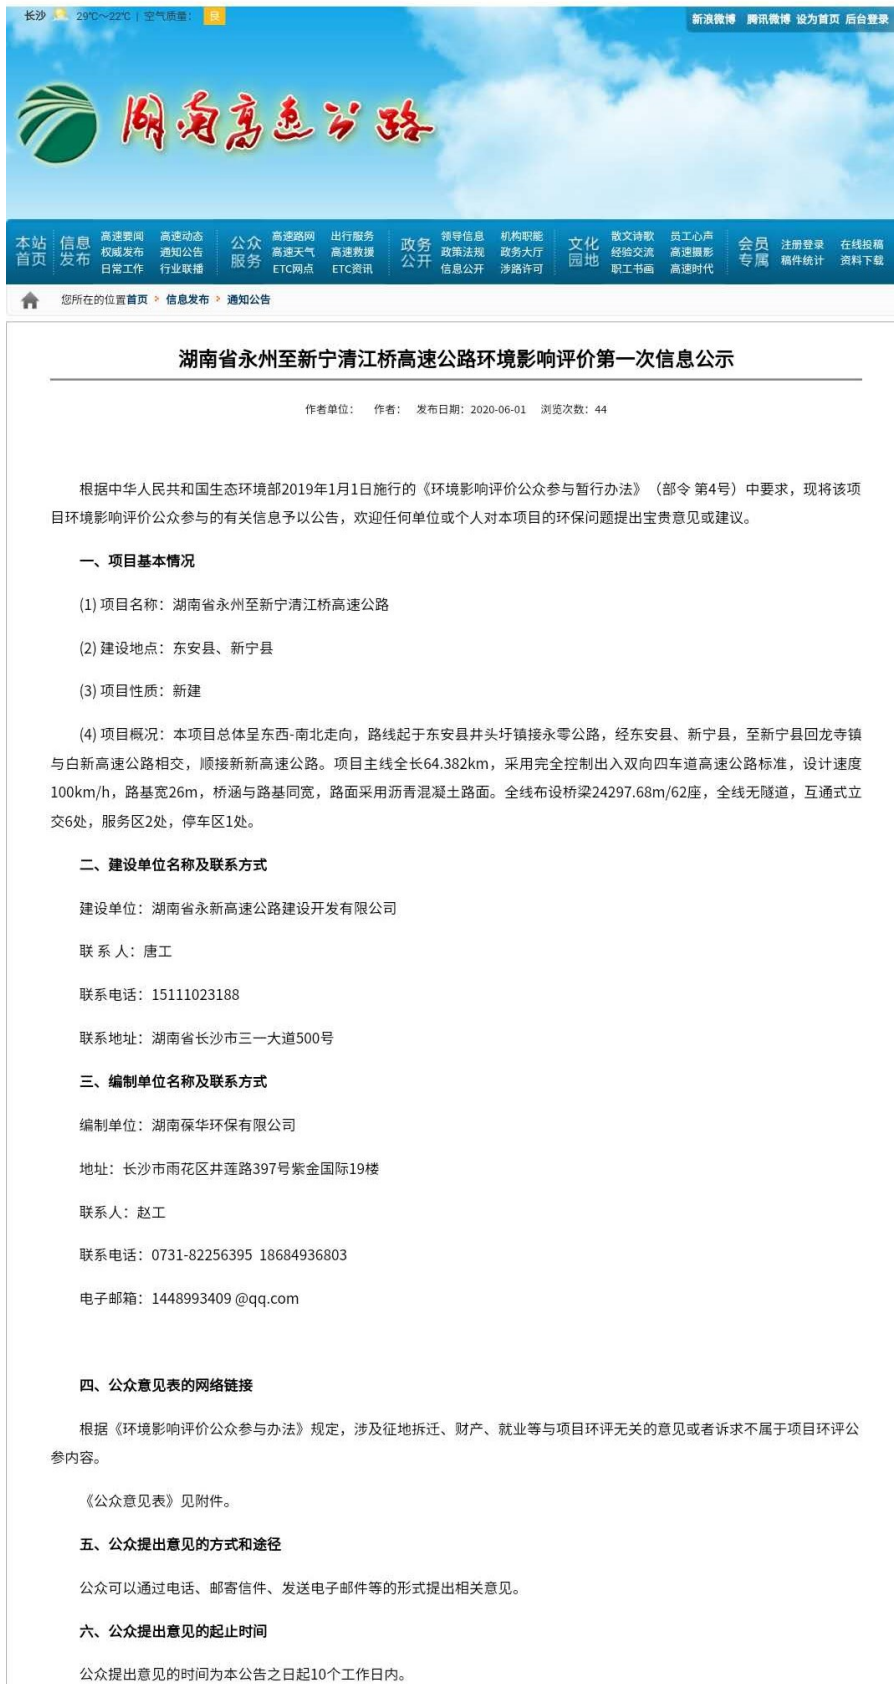 长沙 29℃~22℃ | 空气质量： 良
新浪微博 腾讯微博 设为首页 后台登录
湖南高速公路
本站首页
信息发布 高速要闻 高速动态 权威发布 通知公告 日常工作 行业联播
公众服务 高速路网 出行服务 高速天气 高速救援 ETC网点 ETC资讯
政务公开 领导信息 机构职能 政策法规 政务大厅 信息公开 涉路许可
文化园地 散文诗歌 员工心声 经验交流 高速摄影 职工书画 高速时代
会员专属 注册登录 在线投稿 稿件统计 资料下载
您所在的位置首页 > 信息发布 > 通知公告
湖南省永州至新宁清江桥高速公路环境影响评价第一次信息公示
作者单位： 作者： 发布日期：2020-06-01 浏览次数：44
根据中华人民共和国生态环境部2019年1月1日施行的《环境影响评价公众参与暂行办法》（部令 第4号）中要求，现将该项
目环境影响评价公众参与的有关信息予以公告，欢迎任何单位或个人对本项目的环保问题提出宝贵意见或建议。
一、项目基本情况
(1) 项目名称：湖南省永州至新宁清江桥高速公路
(2) 建设地点：东安县、新宁县
(3) 项目性质：新建
(4) 项目概况：本项目总体呈东西-南北走向，路线起于东安县井头圩镇接永零公路，经东安县、新宁县，至新宁县回龙寺镇
与白新高速公路相交，顺接新新高速公路。项目主线全长64.382km，采用完全控制出入双向四车道高速公路标准，设计速度
100km/h，路基宽26m，桥涵与路基同宽，路面采用沥青混凝土路面。全线布设桥梁24297.68m/62座，全线无隧道，互通式立
交6处，服务区2处，停车区1处。
二、建设单位名称及联系方式
建设单位：湖南省永新高速公路建设开发有限公司
联 系 人：唐工
联系电话：15111023188
联系地址：湖南省长沙市三一大道500号
三、编制单位名称及联系方式
编制单位：湖南葆华环保有限公司
地址：长沙市雨花区井莲路397号紫金国际19楼
联系人：赵工
联系电话：0731-82256395 18684936803
电子邮箱：1448993409 @qq.com
四、公众意见表的网络链接
根据《环境影响评价公众参与办法》规定，涉及征地拆迁、财产、就业等与项目环评无关的意见或者诉求不属于项目环评公
参内容。
《公众意见表》见附件。
五、公众提出意见的方式和途径
公众可以通过电话、邮寄信件、发送电子邮件等的形式提出相关意见。
六、公众提出意见的起止时间
公众提出意见的时间为本公告之日起10个工作日内。